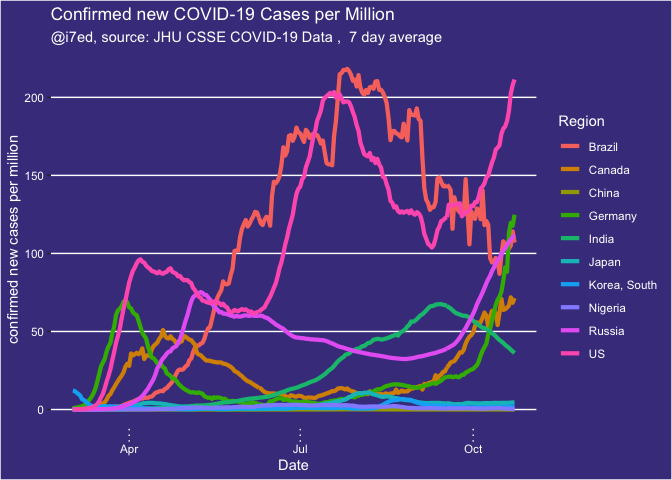 Confirmed new COVID-19 Cases per Million
@i7ed, source: JHU CSSE COVID-19 Data ,  7 day average
confirmed new cases per million
200
150
100
50
0
Apr
Jul
Oct
Date
Region
Brazil
Canada
China
Germany
India
Japan
Korea, South
Nigeria
Russia
US